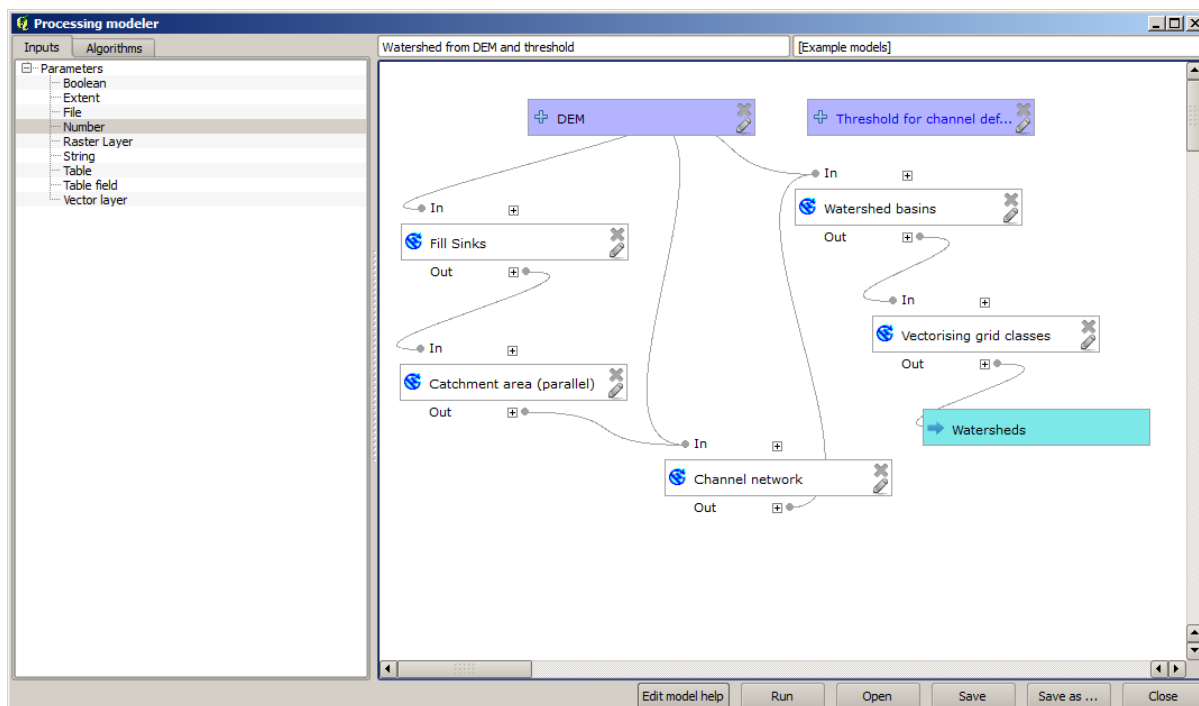 Processing modeler
Inputs
Algorithms
Parameters
Boolean
Extent
File
Number
Raster Layer
String
Table
Table field
Vector layer
Watershed from DEM and threshold
[Example models]
DEM
Threshold for channel def...
In
Watershed basins
Out
In
Fill Sinks
Out
In
Vectorising grid classes
Out
In
Catchment area (parallel)
Out
Watersheds
In
Channel network
Out
Edit model help
Run
Open
Save
Save as ...
Close